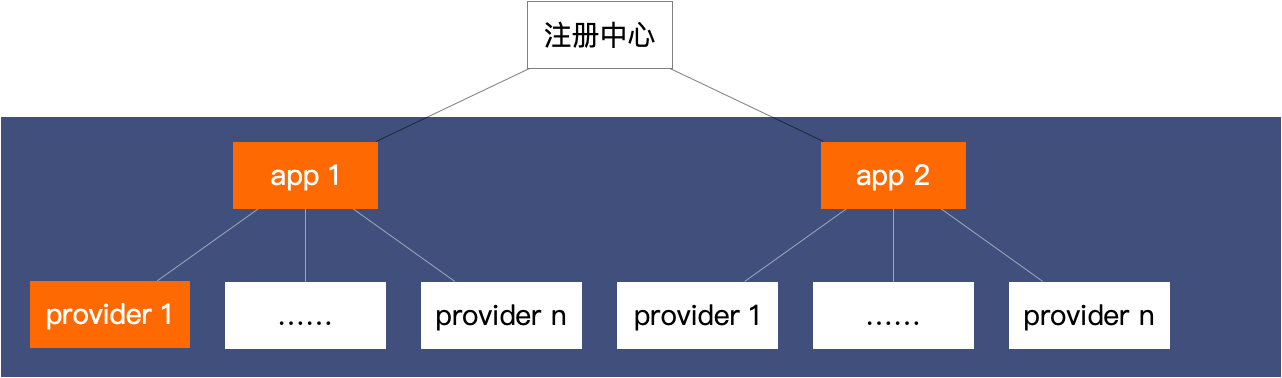 注册中心
app 1
app 2
provider 1
……
provider n
provider 1
……
provider n